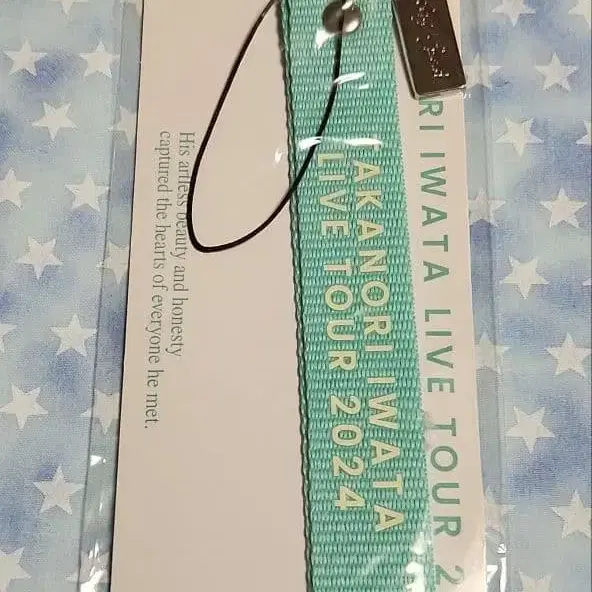 His artless beauty and honesty
captured the hearts of everyone he met.
AKANORI IWATA
LIVE TOUR 2024
RI IWATA LIVE TOUR 2